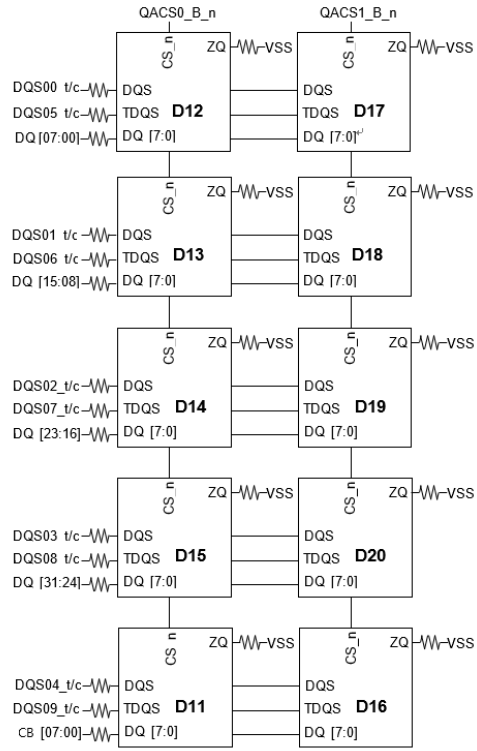 QACS0_B_n QACS1_B_n
CS_n ZQ VSS CS_n ZQ VSS
DQS00 t/c DQS DQS
DQS05 t/c TDQS D12 TDQS D17
DQ [07:00] DQ [7:0] DQ [7:0]↵
CS_n ZQ VSS CS_n ZQ VSS
DQS01 t/c DQS DQS
DQS06 t/c TDQS D13 TDQS D18
DQ [15:08] DQ [7:0] DQ [7:0]
CS_n ZQ VSS CS_n ZQ VSS
DQS02_t/c DQS DQS
DQS07_t/c TDQS D14 TDQS D19
DQ [23:16] DQ [7:0] DQ [7:0]
CS_n ZQ VSS CS_n ZQ VSS
DQS03 t/c DQS DQS
DQS08 t/c TDQS D15 TDQS D20
DQ [31:24] DQ [7:0] DQ [7:0]
CS_n ZQ VSS CS_n ZQ VSS
DQS04_t/c DQS DQS
DQS09_t/c TDQS D11 TDQS D16
CB [07:00] DQ [7:0] DQ [7:0]